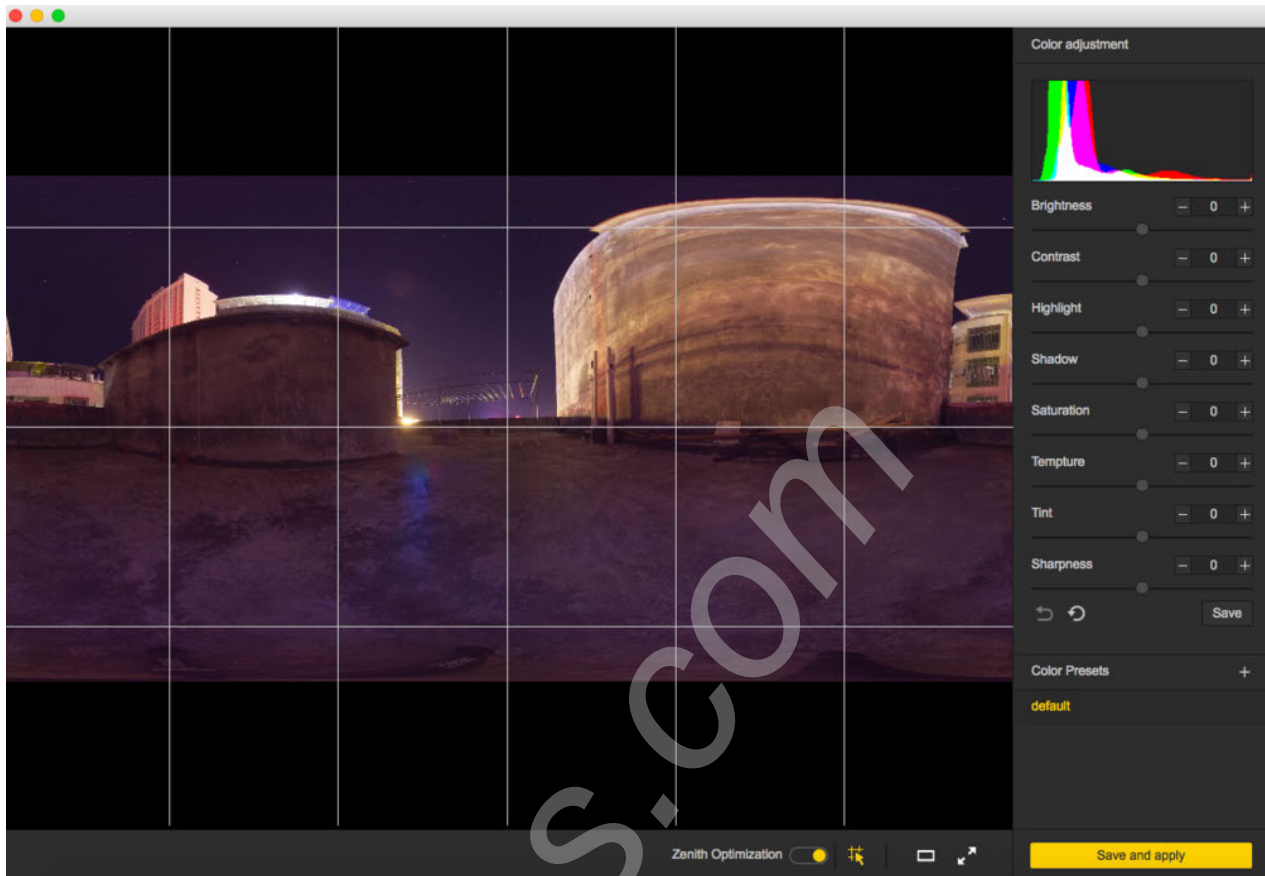 Color adjustment
Brightness − 0 +
Contrast − 0 +
Highlight − 0 +
Shadow − 0 +
Saturation − 0 +
Tempture − 0 +
Tint − 0 +
Sharpness − 0 +
Save
Color Presets +
default
Zenith Optimization
Save and apply
s.com